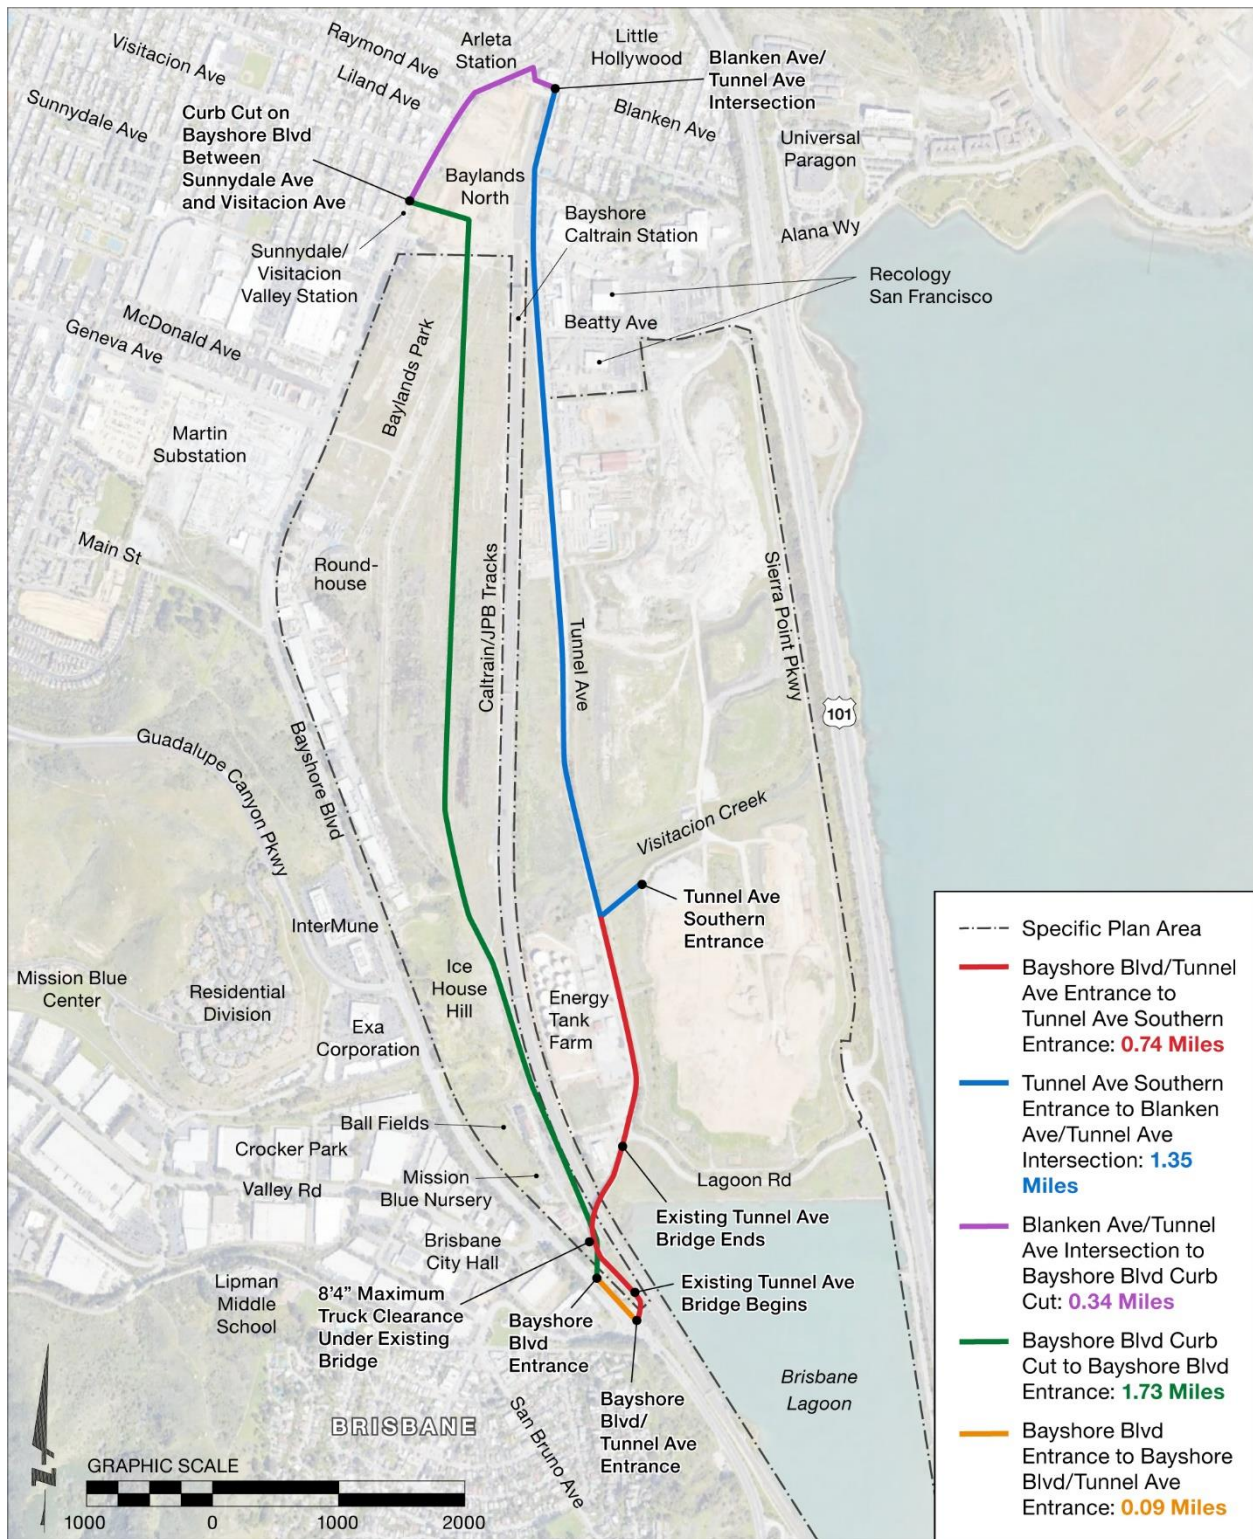 Visitacion Ave
Raymond Ave
Arleta
Station
Little
Hollywood
Liland Ave
Blanken Ave/
Tunnel Ave
Intersection
Sunnydale Ave
Curb Cut on
Bayshore Blvd
Between
Sunnydale Ave
and Visitacion Ave
Blanken Ave
Universal
Paragon
Baylands
North
Bayshore
Caltrain Station
Alana Wy
Sunnydale/
Visitacion
Valley Station
Recology
San Francisco
McDonald Ave
Geneva Ave
Beatty Ave
Baylands Park
Martin
Substation
Main St
Round-
house
Caltrain/JPB Tracks
Tunnel Ave
Sierra Point Pkwy
101
Guadalupe Canyon Pkwy
Bayshore Blvd
Visitacion Creek
Tunnel Ave
Southern
Entrance
InterMune
Mission Blue
Center
Residential
Division
Ice
House
Hill
Energy
Tank
Farm
Exa
Corporation
Ball Fields
Crocker Park
Valley Rd
Mission
Blue Nursery
Lagoon Rd
Existing Tunnel Ave
Bridge Ends
Brisbane
City Hall
Lipman
Middle
School
8'4" Maximum
Truck Clearance
Under Existing
Bridge
Existing Tunnel Ave
Bridge Begins
Bayshore
Blvd
Entrance
Bayshore
Blvd/
Tunnel Ave
Entrance
Brisbane
Lagoon
BRISBANE
San Bruno Ave
GRAPHIC SCALE
1000 0 1000 2000
Specific Plan Area
Bayshore Blvd/Tunnel
Ave Entrance to
Tunnel Ave Southern
Entrance: 0.74 Miles
Tunnel Ave Southern
Entrance to Blanken
Ave/Tunnel Ave
Intersection: 1.35
Miles
Blanken Ave/Tunnel
Ave Intersection to
Bayshore Blvd Curb
Cut: 0.34 Miles
Bayshore Blvd Curb
Cut to Bayshore Blvd
Entrance: 1.73 Miles
Bayshore Blvd
Entrance to Bayshore
Blvd/Tunnel Ave
Entrance: 0.09 Miles